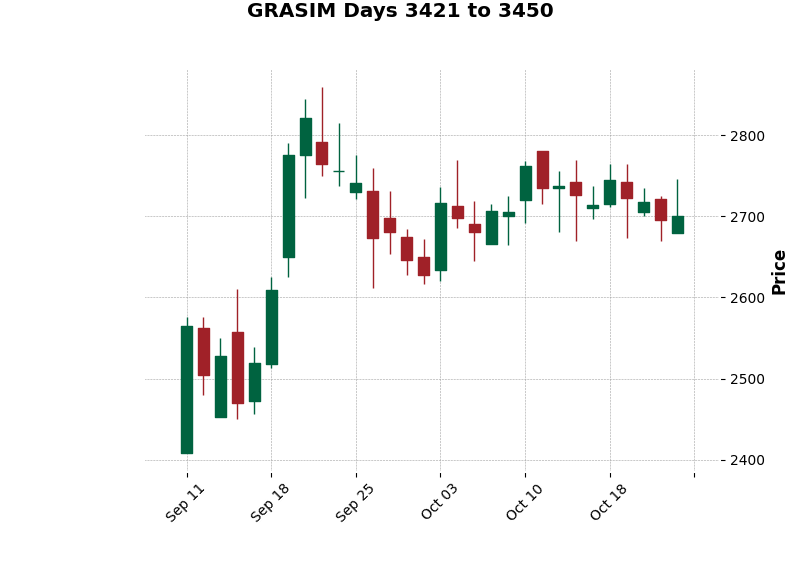 GRASIM Days 3421 to 3450
2800
2700
2600
2500
2400
Price
Sep 11
Sep 18
Sep 25
Oct 03
Oct 10
Oct 18